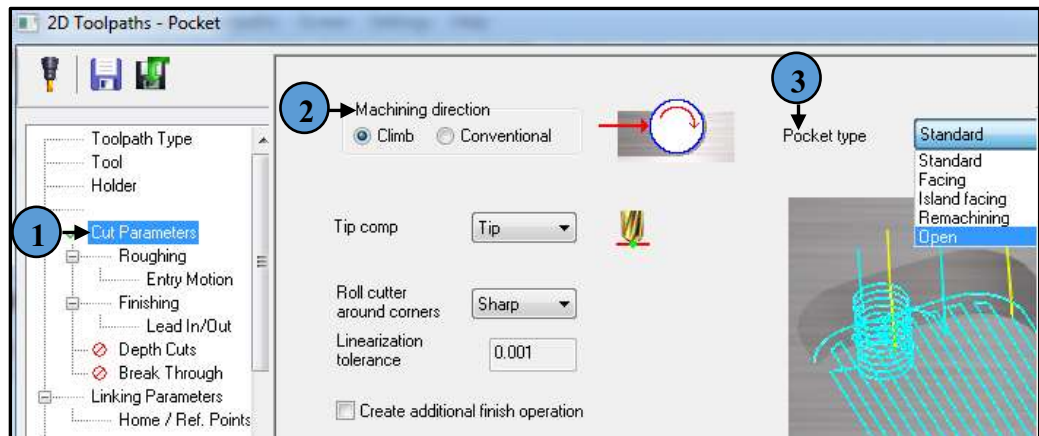 2D Toolpaths - Pocket
Toolpath Type
Tool
Holder
1
Cut Parameters
Roughing
Entry Motion
Finishing
Lead In/Out
Depth Cuts
Break Through
Linking Parameters
Home / Ref. Points
2
Machining direction
Climb
Conventional
Tip comp
Tip
Roll cutter
around corners
Sharp
Linearization
tolerance
0.001
Create additional finish operation
3
Pocket type
Standard
Standard
Facing
Island facing
Remachining
Open